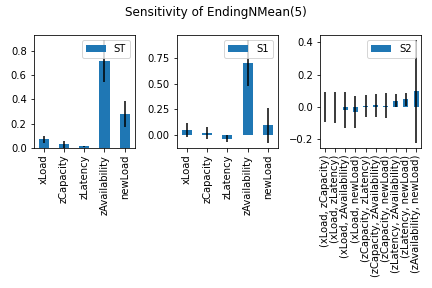 Sensitivity of EndingNMean(5)
0.8
0.6
0.4
0.2
0.0
ST
xLoad
zCapacity
zLatency
zAvailability
newLoad
0.75
0.50
0.25
0.00
S1
xLoad
zCapacity
zLatency
zAvailability
newLoad
0.4
0.2
0.0
−0.2
S2
(xLoad, zCapacity)
(xLoad, zLatency)
(xLoad, zAvailability)
(xLoad, newLoad)
(zCapacity, zLatency)
(zCapacity, zAvailability)
(zCapacity, newLoad)
(zLatency, zAvailability)
(zLatency, newLoad)
(zAvailability, newLoad)